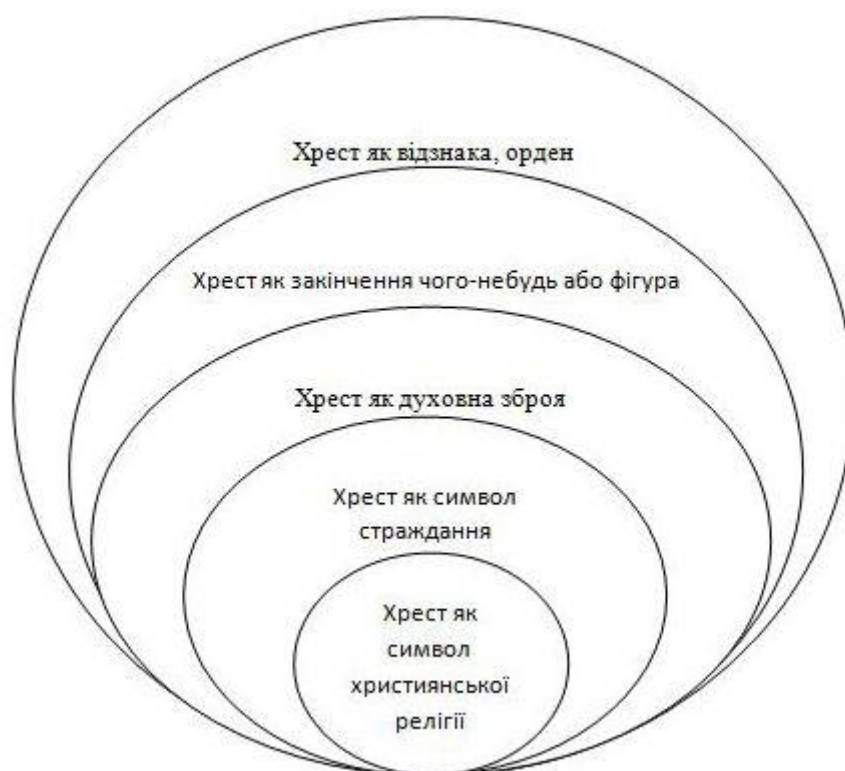 Хрест як відзнака, орден
Хрест як закінчення чого-небудь або фігура
Хрест як духовна зброя
Хрест як символ
страждання
Хрест як
символ
християнської
релігії